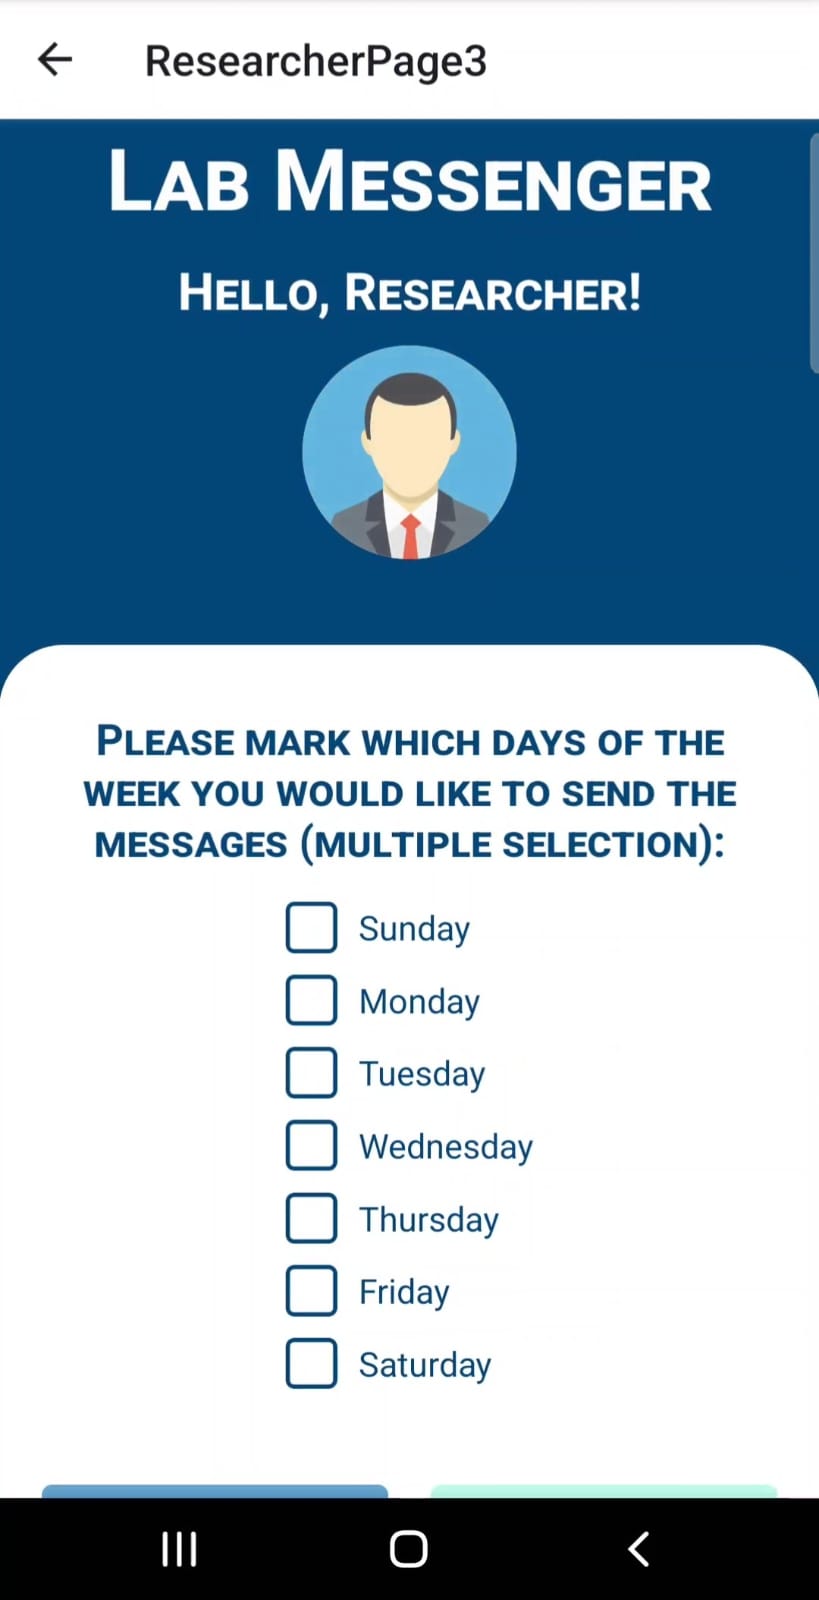 ResearcherPage3
LAB MESSENGER
HELLO, RESEARCHER!
PLEASE MARK WHICH DAYS OF THE
WEEK YOU WOULD LIKE TO SEND THE
MESSAGES (MULTIPLE SELECTION):
Sunday
Monday
Tuesday
Wednesday
Thursday
Friday
Saturday